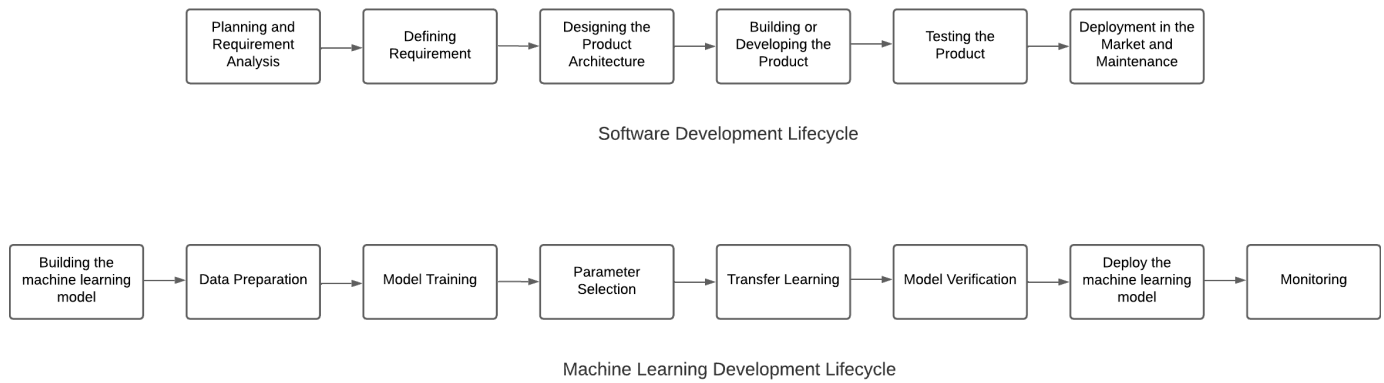 Planning and
Requirement
Analysis
Defining
Requirement
Designing the
Product
Architecture
Building or
Developing the
Product
Testing the
Product
Deployment in the
Market and
Maintenance
Software Development Lifecycle
Building the
machine learning
model
Data Preparation
Model Training
Parameter
Selection
Transfer Learning
Model Verification
Deploy the
machine learning
model
Monitoring
Machine Learning Development Lifecycle